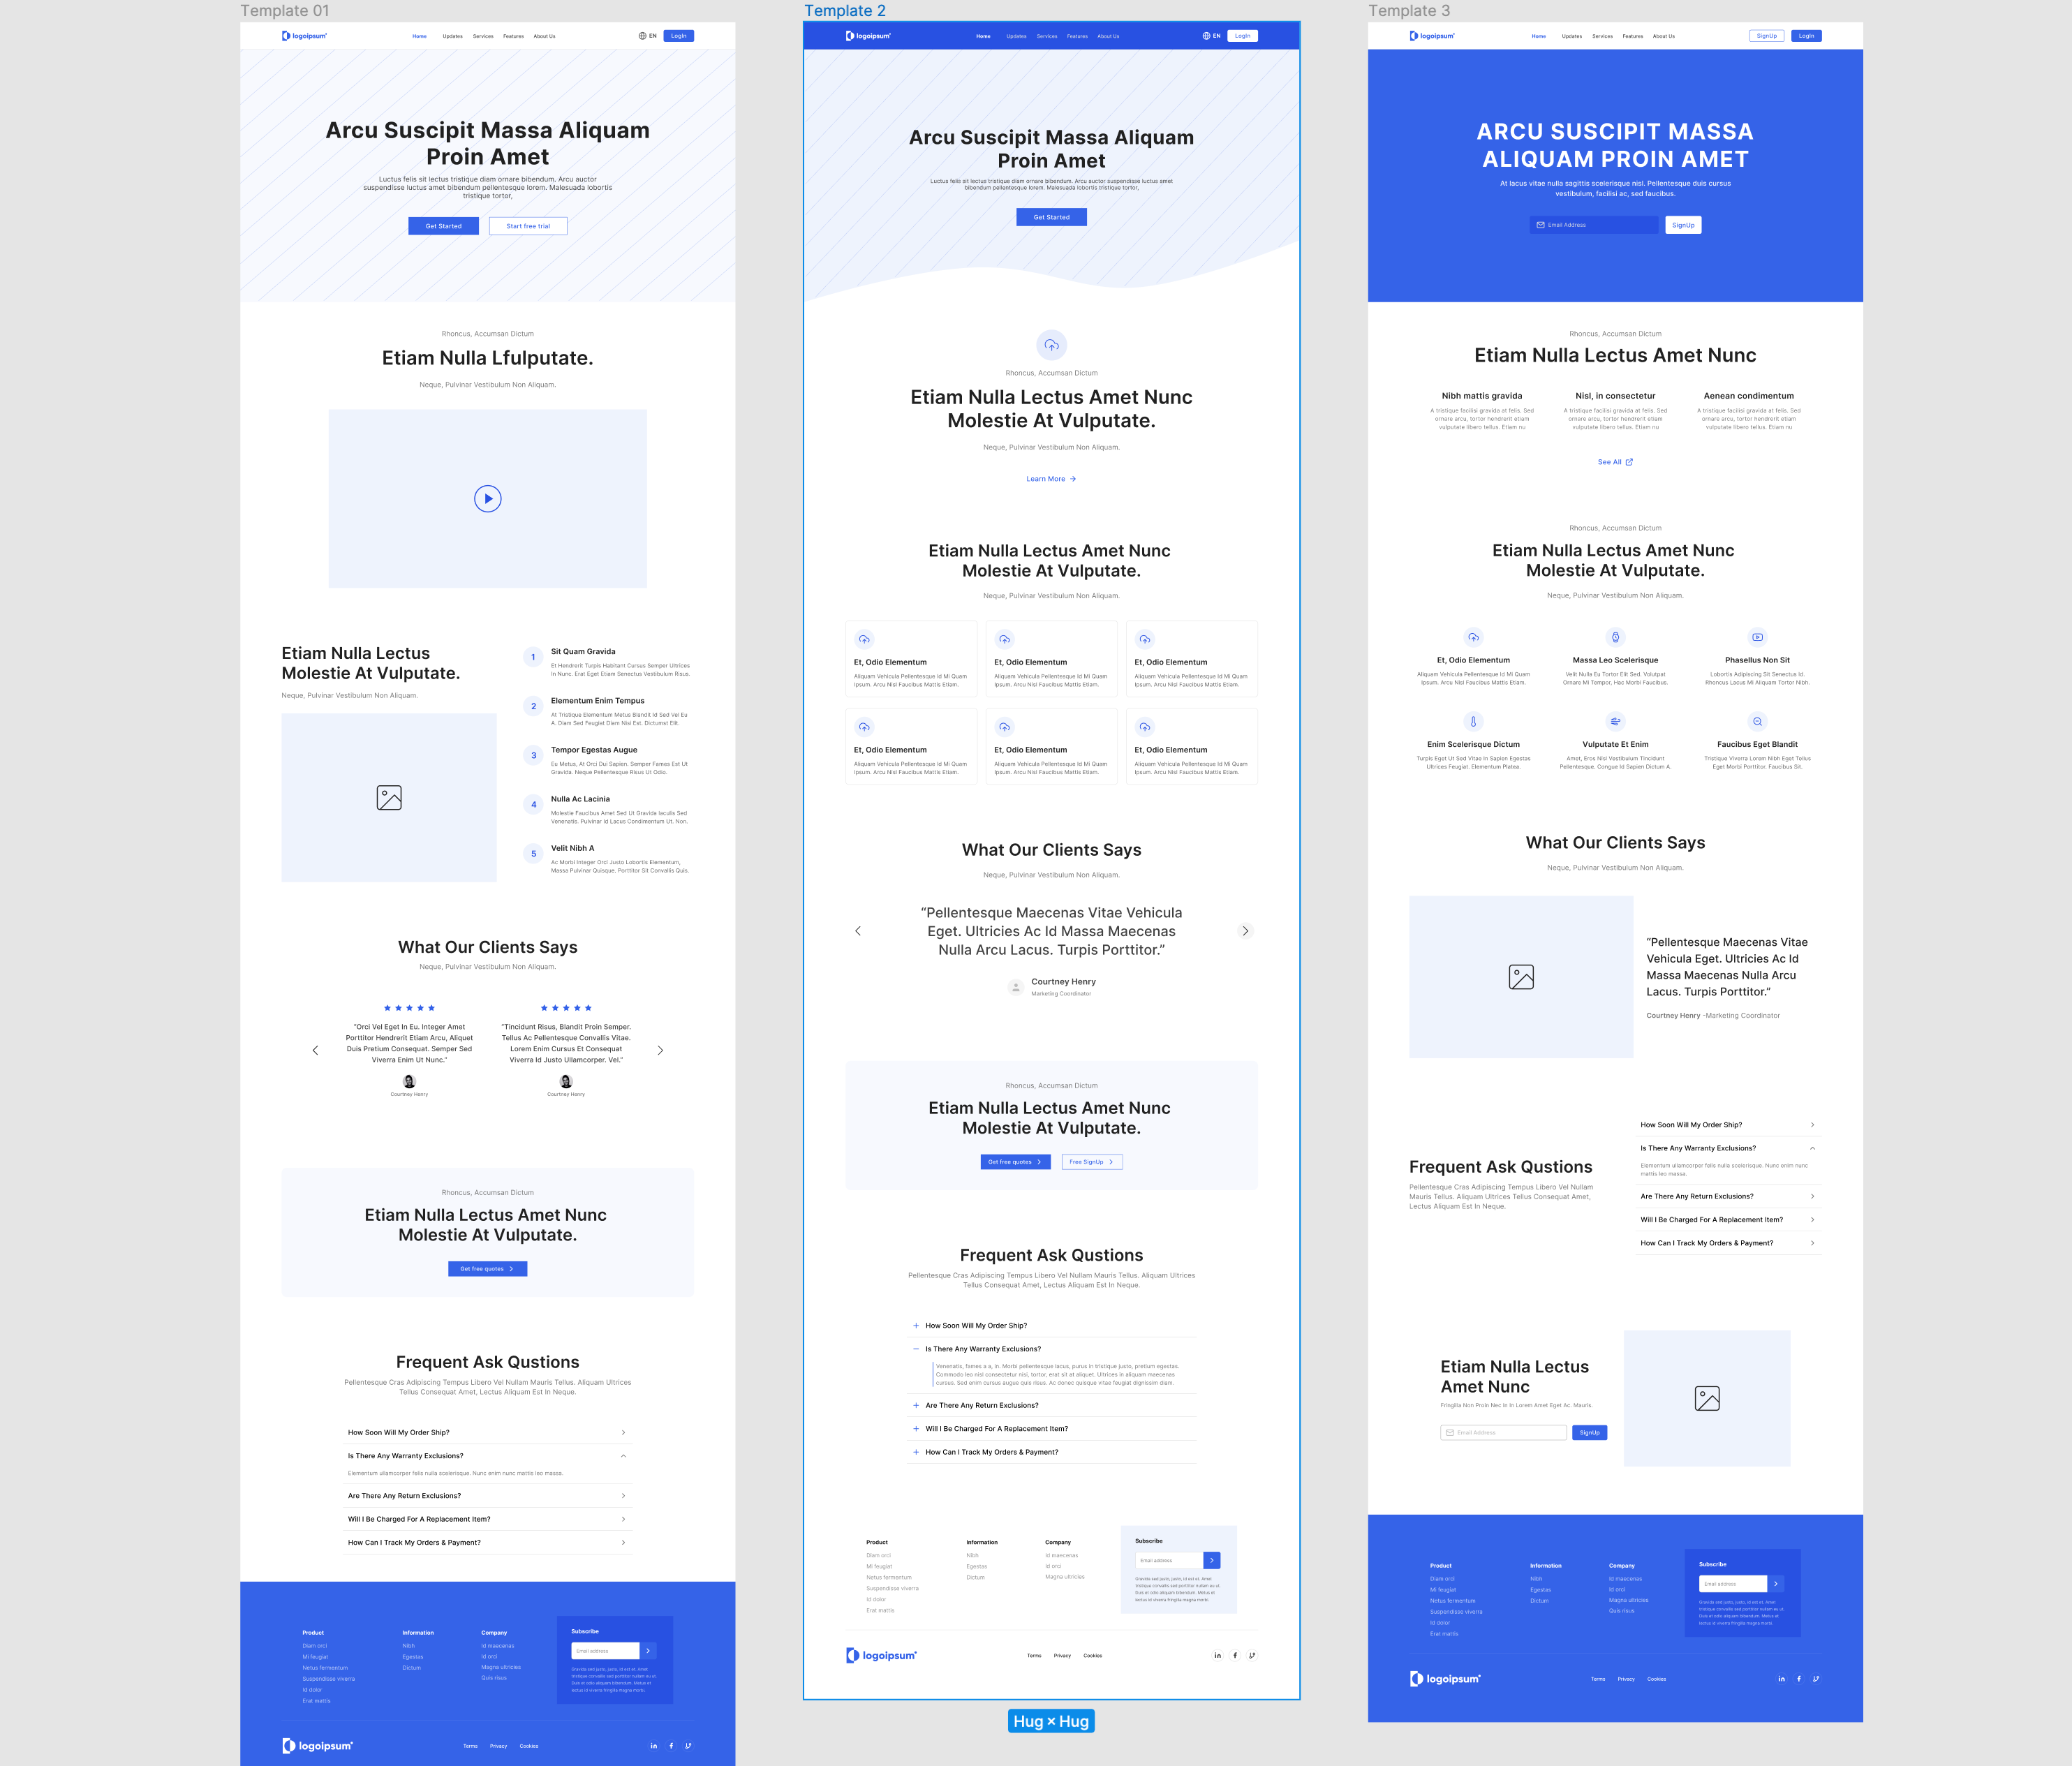 Template 01
logoipsum
Home
Updates
Services
Features
About Us
EN
Login
Arcu Suscipit Massa Aliquam
Proin Amet
Luctus felis sit lectus tristique diam ornare bibendum. Arcu auctor
suspendisse luctus amet bibendum pellentesque lorem. Malesuada lobortis
tristique tortor,
Get Started
Start free trial
Rhoncus, Accumsan Dictum
Etiam Nulla Lfulputate.
Neque, Pulvinar Vestibulum Non Aliquam.
Etiam Nulla Lectus
Molestie At Vulputate.
Neque, Pulvinar Vestibulum Non Aliquam.
1
Sit Quam Gravida
Et Hendrerit Turpis Habitant Cursus Semper Ultrices
In Nunc. Erat Eget Etiam Senectus Vestibulum Risus.
2
Elementum Enim Tempus
At Tristique Elementum Metus Blandit Id Sed Vel Eu
A. Diam Sed Feugiat Diam Nisi Est. Dictumst Elit.
3
Tempor Egestas Augue
Eu Metus, At Orci Dui Sapien. Semper Fames Est Ut
Gravida. Neque Pellentesque Risus Ut Odio.
4
Nulla Ac Lacinia
Molestie Faucibus Amet Sed Ut Gravida Iaculis Sed
Venenatis. Pulvinar Id Lacus Condimentum Ut. Non.
5
Velit Nibh A
Ac Morbi Integer Orci Justo Lobortis Elementum,
Massa Pulvinar Quisque, Porttitor Sit Convallis Quis.
What Our Clients Says
Neque, Pulvinar Vestibulum Non Aliquam.
“Orci Vel Eget In Eu. Integer Amet
Porttitor Hendrerit Etiam Arcu, Aliquet
Duis Pretium Consequat. Semper Sed
Viverra Enim Ut Nunc.”
Courtney Henry
“Tincidunt Risus, Blandit Proin Semper.
Tellus Ac Pellentesque Convallis Vitae.
Lorem Enim Cursus Et Consequat
Viverra Id Justo Ullamcorper. Vel.”
Courtney Henry
Rhoncus, Accumsan Dictum
Etiam Nulla Lectus Amet Nunc
Molestie At Vulputate.
Get free quotes
Frequent Ask Qustions
Pellentesque Cras Adipiscing Tempus Libero Vel Nullam Mauris Tellus. Aliquam Ultrices
Tellus Consequat Amet, Lectus Aliquam Est In Neque.
How Soon Will My Order Ship?
Is There Any Warranty Exclusions?
Elementum ullamcorper felis nulla scelerisque. Nunc enim nunc mattis leo massa.
Are There Any Return Exclusions?
Will I Be Charged For A Replacement Item?
How Can I Track My Orders & Payment?
Product
Diam orci
Mi feugiat
Netus fermentum
Suspendisse viverra
Id dolor
Erat mattis
Information
Nibh
Egestas
Dictum
Company
Id maecenas
Id orci
Magna ultricies
Quis risus
Subscribe
Email address
Gravida sed justo, justo, id est et. Amet
tristique convallis sed porttitor nullam eu ut.
Duis et odio aliquam bibendum. Metus et
lectus id viverra fringilla magna morbi.
logoipsum
Terms
Privacy
Cookies
in
f
Template 2
logoipsum
Home
Updates
Services
Features
About Us
EN
Login
Arcu Suscipit Massa Aliquam
Proin Amet
Luctus felis sit lectus tristique diam ornare bibendum. Arcu auctor suspendisse luctus amet
bibendum pellentesque lorem. Malesuada lobortis tristique tortor,
Get Started
Rhoncus, Accumsan Dictum
Etiam Nulla Lectus Amet Nunc
Molestie At Vulputate.
Neque, Pulvinar Vestibulum Non Aliquam.
Learn More
Etiam Nulla Lectus Amet Nunc
Molestie At Vulputate.
Neque, Pulvinar Vestibulum Non Aliquam.
Et, Odio Elementum
Aliquam Vehicula Pellentesque Id Mi Quam
Ipsum. Arcu Nisl Faucibus Mattis Etiam.
Et, Odio Elementum
Aliquam Vehicula Pellentesque Id Mi Quam
Ipsum. Arcu Nisl Faucibus Mattis Etiam.
Et, Odio Elementum
Aliquam Vehicula Pellentesque Id Mi Quam
Ipsum. Arcu Nisl Faucibus Mattis Etiam.
Et, Odio Elementum
Aliquam Vehicula Pellentesque Id Mi Quam
Ipsum. Arcu Nisl Faucibus Mattis Etiam.
Et, Odio Elementum
Aliquam Vehicula Pellentesque Id Mi Quam
Ipsum. Arcu Nisl Faucibus Mattis Etiam.
Et, Odio Elementum
Aliquam Vehicula Pellentesque Id Mi Quam
Ipsum. Arcu Nisl Faucibus Mattis Etiam.
What Our Clients Says
Neque, Pulvinar Vestibulum Non Aliquam.
“Pellentesque Maecenas Vitae Vehicula
Eget. Ultricies Ac Id Massa Maecenas
Nulla Arcu Lacus. Turpis Porttitor.”
Courtney Henry
Marketing Coordinator
Rhoncus, Accumsan Dictum
Etiam Nulla Lectus Amet Nunc
Molestie At Vulputate.
Get free quotes
Free SignUp
Frequent Ask Qustions
Pellentesque Cras Adipiscing Tempus Libero Vel Nullam Mauris Tellus. Aliquam Ultrices
Tellus Consequat Amet, Lectus Aliquam Est In Neque.
How Soon Will My Order Ship?
Is There Any Warranty Exclusions?
Venenatis, fames a a, in. Morbi pellentesque lacus, purus in tristique justo, pretium egestas.
Commodo leo nisl consectetur nisi, tortor, erat sit at aliquet. Ultrices in aliquam maecenas
cursus. Sed enim cursus augue quis risus. Ac donec quisque vitae feugiat dignissim diam.
Are There Any Return Exclusions?
Will I Be Charged For A Replacement Item?
How Can I Track My Orders & Payment?
Product
Diam orci
Mi feugiat
Netus fermentum
Suspendisse viverra
Id dolor
Erat mattis
Information
Nibh
Egestas
Dictum
Company
Id maecenas
Id orci
Magna ultricies
Subscribe
Email address
Gravida sed justo, justo, id est et. Amet
tristique convallis sed porttitor nullam eu ut.
Duis et odio aliquam bibendum. Metus et
lectus id viverra fringilla magna morbi.
logoipsum
Terms
Privacy
Cookies
in
f
Hug × Hug
Template 3
logoipsum
Home
Updates
Services
Features
About Us
SignUp
Login
ARCU SUSCIPIT MASSA
ALIQUAM PROIN AMET
At lacus vitae nulla sagittis scelerisque nisl. Pellentesque duis cursus
vestibulum, facilisi ac, sed faucibus.
Email Address
SignUp
Rhoncus, Accumsan Dictum
Etiam Nulla Lectus Amet Nunc
Nibh mattis gravida
A tristique facilisi gravida at felis. Sed
ornare arcu, tortor hendrerit etiam
vulputate libero tellus. Etiam nu
Nisl, in consectetur
A tristique facilisi gravida at felis. Sed
ornare arcu, tortor hendrerit etiam
vulputate libero tellus. Etiam nu
Aenean condimentum
A tristique facilisi gravida at felis. Sed
ornare arcu, tortor hendrerit etiam
vulputate libero tellus. Etiam nu
See All
Rhoncus, Accumsan Dictum
Etiam Nulla Lectus Amet Nunc
Molestie At Vulputate.
Neque, Pulvinar Vestibulum Non Aliquam.
Et, Odio Elementum
Aliquam Vehicula Pellentesque Id Mi Quam
Ipsum. Arcu Nisl Faucibus Mattis Etiam.
Massa Leo Scelerisque
Velit Nulla Eu Tortor Elit Sed. Volutpat
Ornare Mi Tempor, Hac Morbi Faucibus.
Phasellus Non Sit
Lobortis Adipiscing Sit Senectus Id.
Rhoncus Lacus Mi Aliquam Tortor Nibh.
Enim Scelerisque Dictum
Turpis Eget Ut Sed Vitae In Sapien Egestas
Ultrices Feugiat. Elementum Platea.
Vulputate Et Enim
Amet, Eros Nisl Vestibulum Tincidunt
Pellentesque. Congue Id Sapien Dictum A.
Faucibus Eget Blandit
Tristique Viverra Lorem Nibh Eget Tellus
Eget Morbi Porttitor. Faucibus Sit.
What Our Clients Says
Neque, Pulvinar Vestibulum Non Aliquam.
“Pellentesque Maecenas Vitae
Vehicula Eget. Ultricies Ac Id
Massa Maecenas Nulla Arcu
Lacus. Turpis Porttitor.”
Courtney Henry -Marketing Coordinator
Frequent Ask Qustions
Pellentesque Cras Adipiscing Tempus Libero Vel Nullam
Mauris Tellus. Aliquam Ultrices Tellus Consequat Amet,
Lectus Aliquam Est In Neque.
How Soon Will My Order Ship?
Is There Any Warranty Exclusions?
Elementum ullamcorper felis nulla scelerisque. Nunc enim nunc
mattis leo massa.
Are There Any Return Exclusions?
Will I Be Charged For A Replacement Item?
How Can I Track My Orders & Payment?
Etiam Nulla Lectus
Amet Nunc
Fringilla Non Proin Nec In In Lorem Amet Eget Ac. Mauris.
Email Address
SignUp
Product
Diam orci
Mi feugiat
Netus fermentum
Suspendisse viverra
Id dolor
Erat mattis
Information
Nibh
Egestas
Dictum
Company
Id maecenas
Id orci
Magna ultricies
Quis risus
Subscribe
Email address
Gravida sed justo, justo, id est et. Amet
tristique convallis sed porttitor nullam eu ut.
Duis et odio aliquam bibendum. Metus et
lectus id viverra fringilla magna morbi.
logoipsum
Terms
Privacy
Cookies
in
f